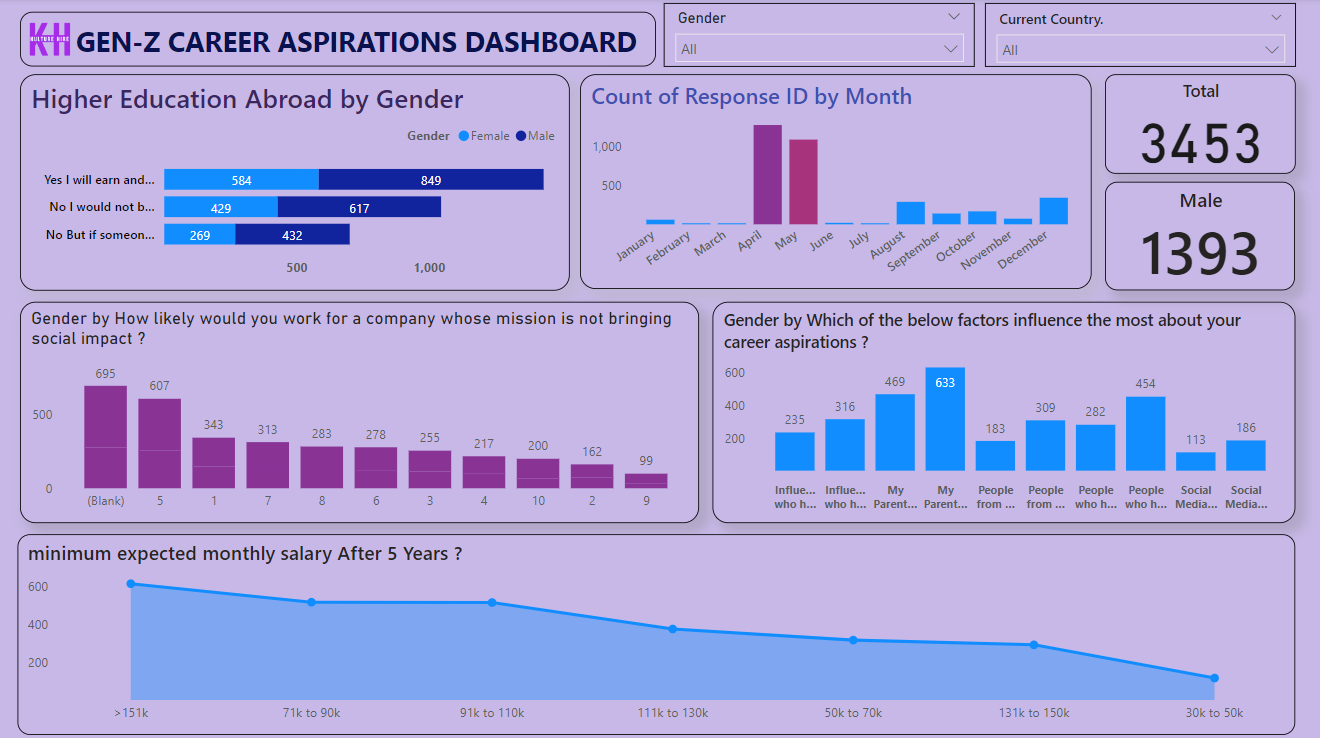 KH
GEN-Z CAREER ASPIRATIONS DASHBOARD
Gender
All
Current Country.
All
Higher Education Abroad by Gender
Gender Female Male
Yes I will earn and... 584 849
No I would not b... 429 617
No But if someon... 269 432
500 1,000
Count of Response ID by Month
1,000
500
January February March April May June July August September October November December
Total
3453
Male
1393
Gender by How likely would you work for a company whose mission is not bringing
social impact ?
695 607 343 313 283 278 255 217 200 162 99
500
0
(Blank) 5 1 7 8 6 3 4 10 2 9
Gender by Which of the below factors influence the most about your
career aspirations ?
600
400
200
235 316 469 633 183 309 282 454 113 186
Influe... Influe... My My People People People People Social Social
who h... who h... Parent... Parent... from ... from ... who h... who h... Media... Media...
minimum expected monthly salary After 5 Years ?
600
400
200
>151k 71k to 90k 91k to 110k 111k to 130k 50k to 70k 131k to 150k 30k to 50k